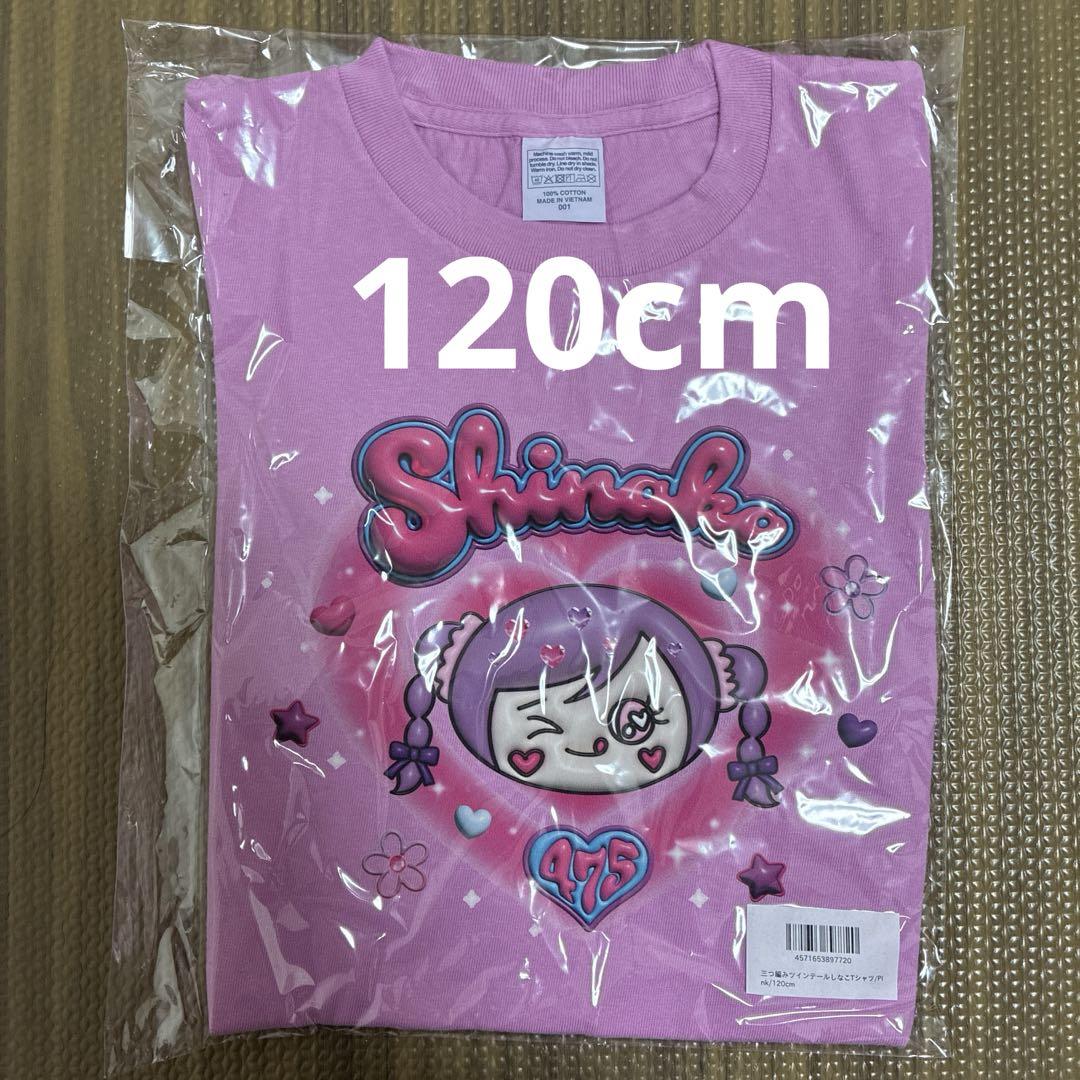 Machine wash warm, mild
process. Do not bleach. Do not
tumble dry. Line dry in shade.
Warm iron. Do not dry clean.
100% COTTON
MADE IN VIETNAM
001
120cm
Shinako
475
4571653897720
三つ編みツインテールしなこTシャツ/Pi
nk/120cm